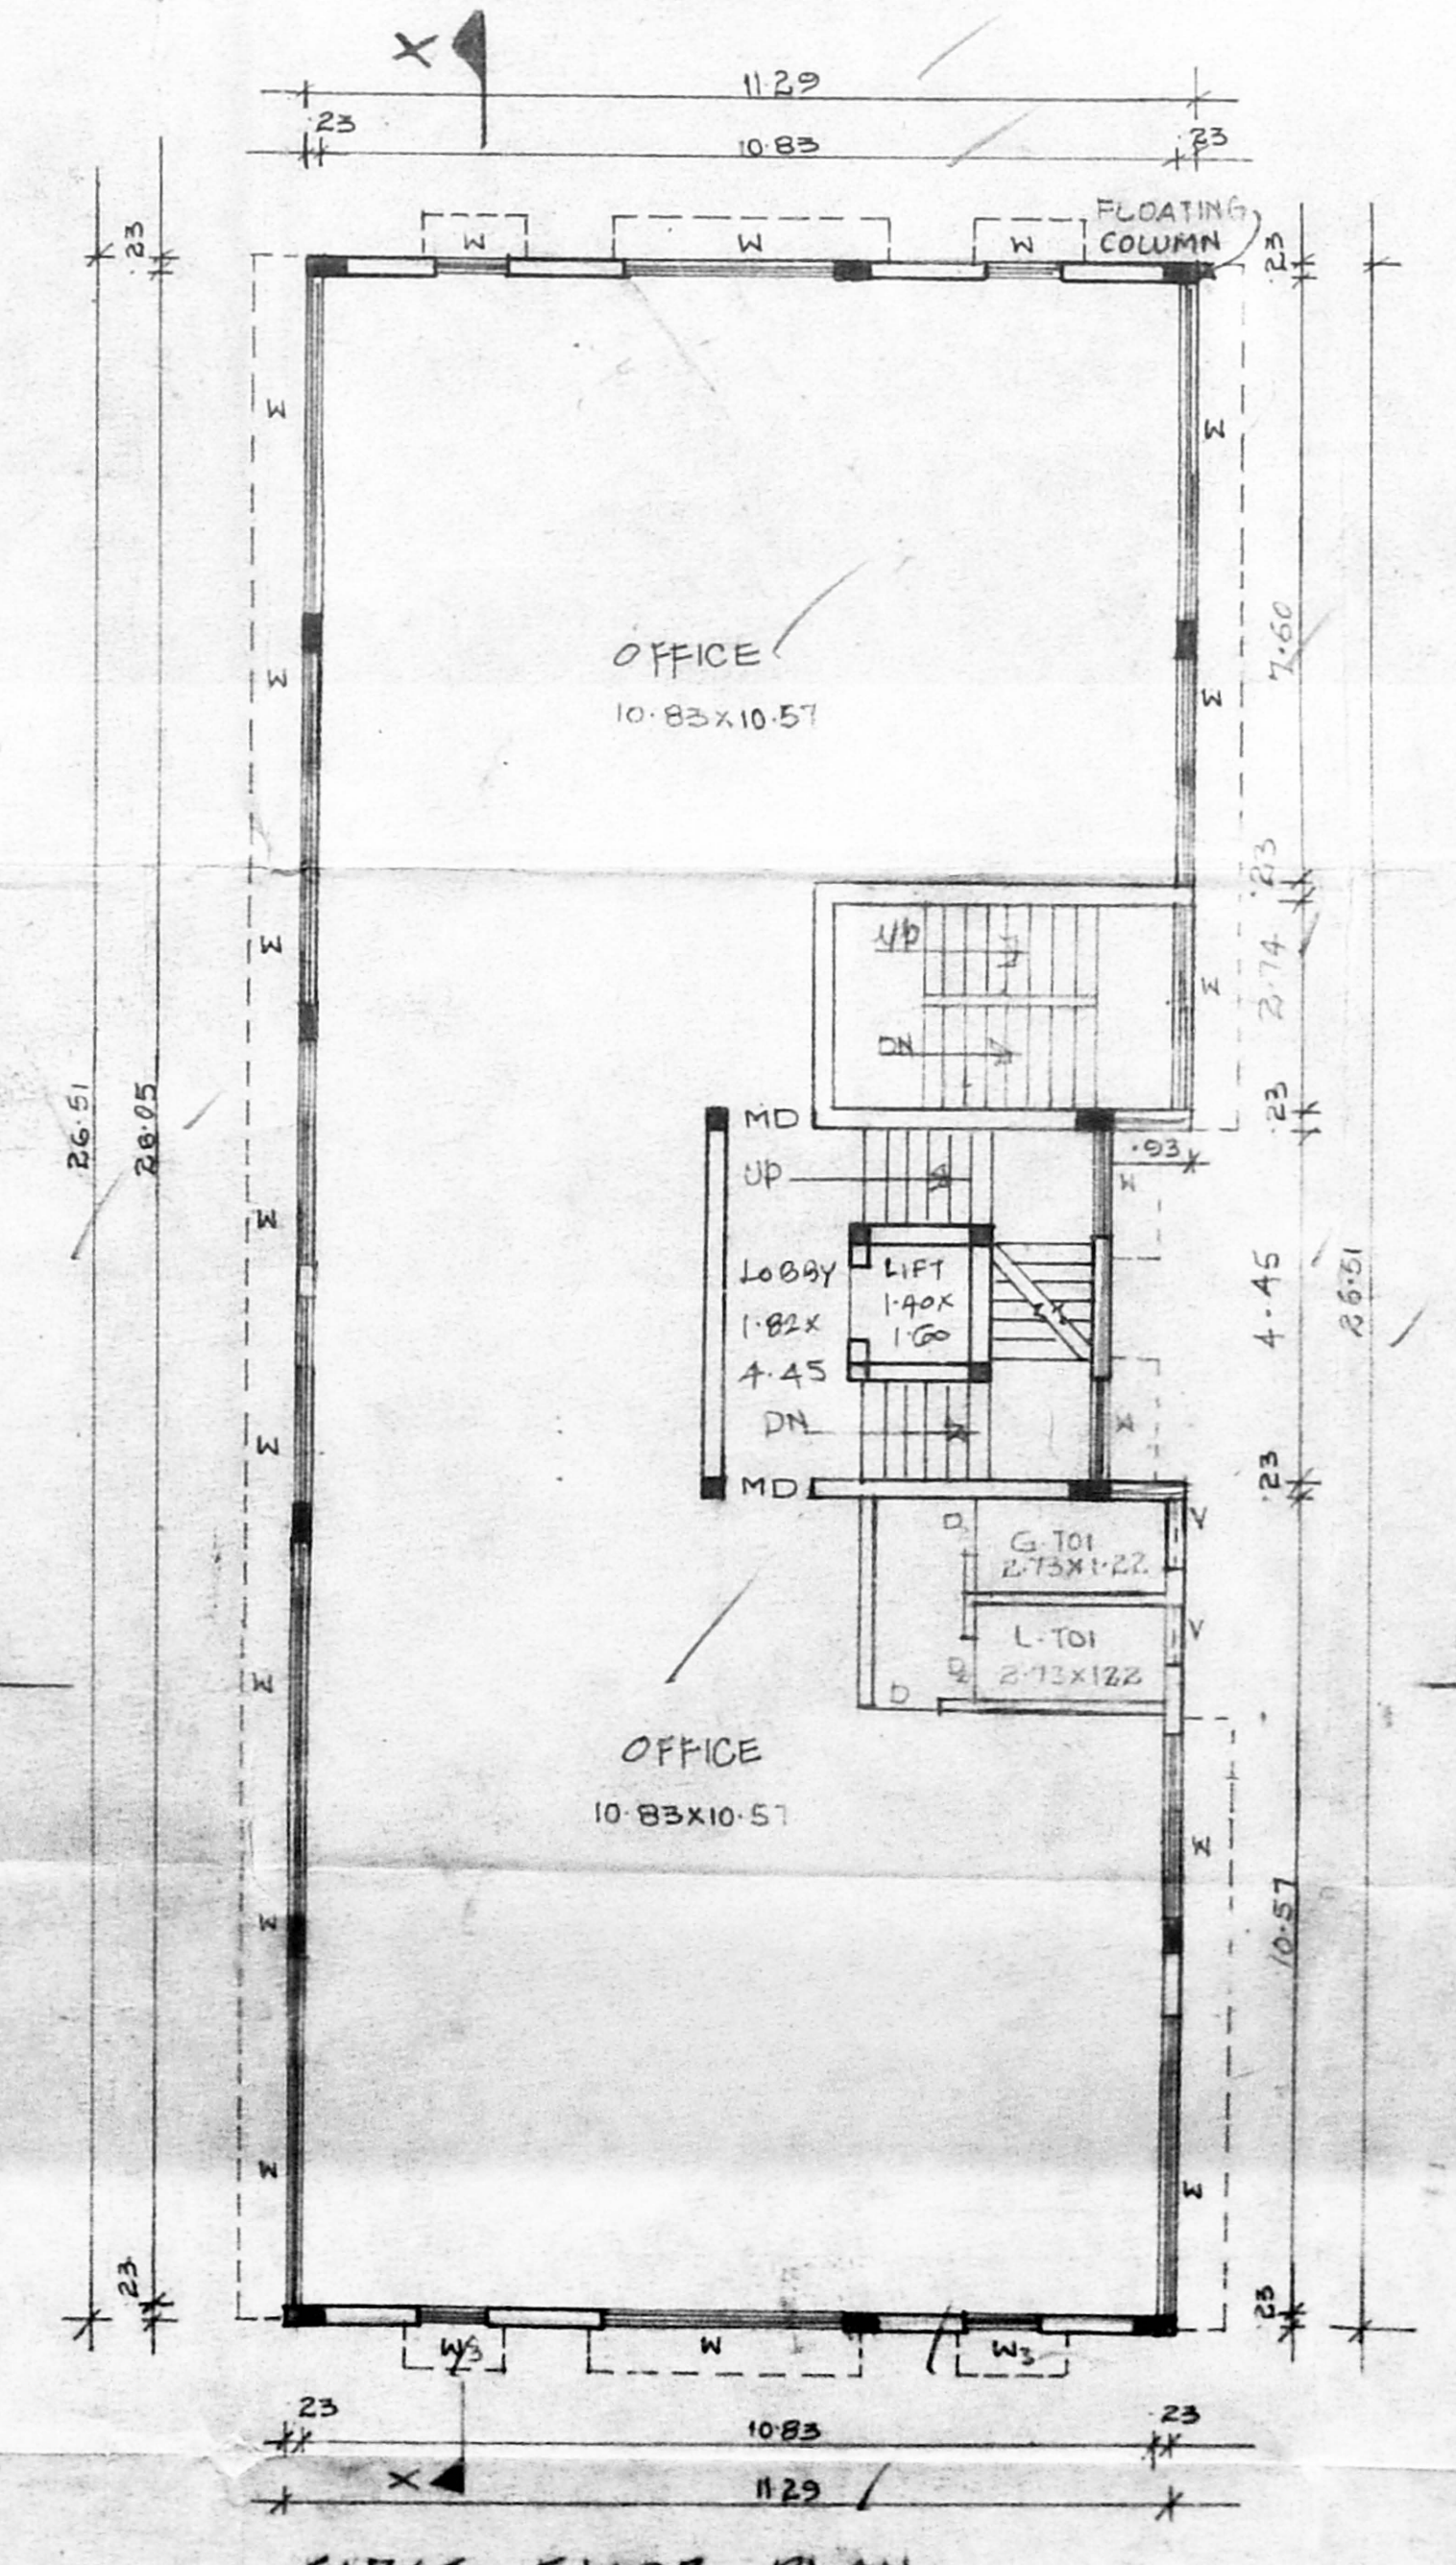 X
11.29
.23
10.83
.23
FLOATING
COLUMN
.23
.23
W
W
W
W
W
OFFICE
10.83x10.57
7.60
W
W
.23
UP
W
2.74
W
DN
26.51
28.05
MD
.23
UP
.93
W
W
LOBBY
1.82x
4.45
LIFT
1.40x
1.60
4.45
26.51
DN
W
W
MD
.23
D2
G.TOI
2.73x1.22
V
L.TOI
2.73x1.22
V
D2
D
W
OFFICE
10.83x10.57
W
10.57
W
W
W
.23
.23
W3
W
W3
.23
10.83
.23
X
11.29